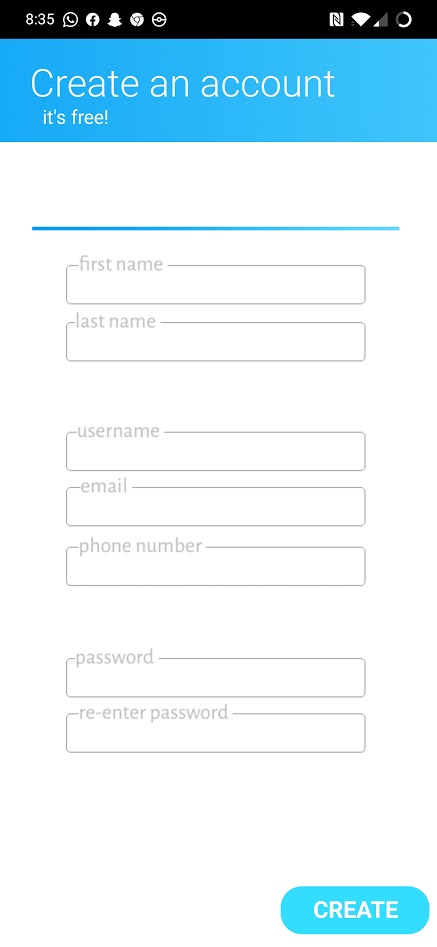 8:35
Create an account
it's free!
first name
last name
username
email
phone number
password
re-enter password
CREATE